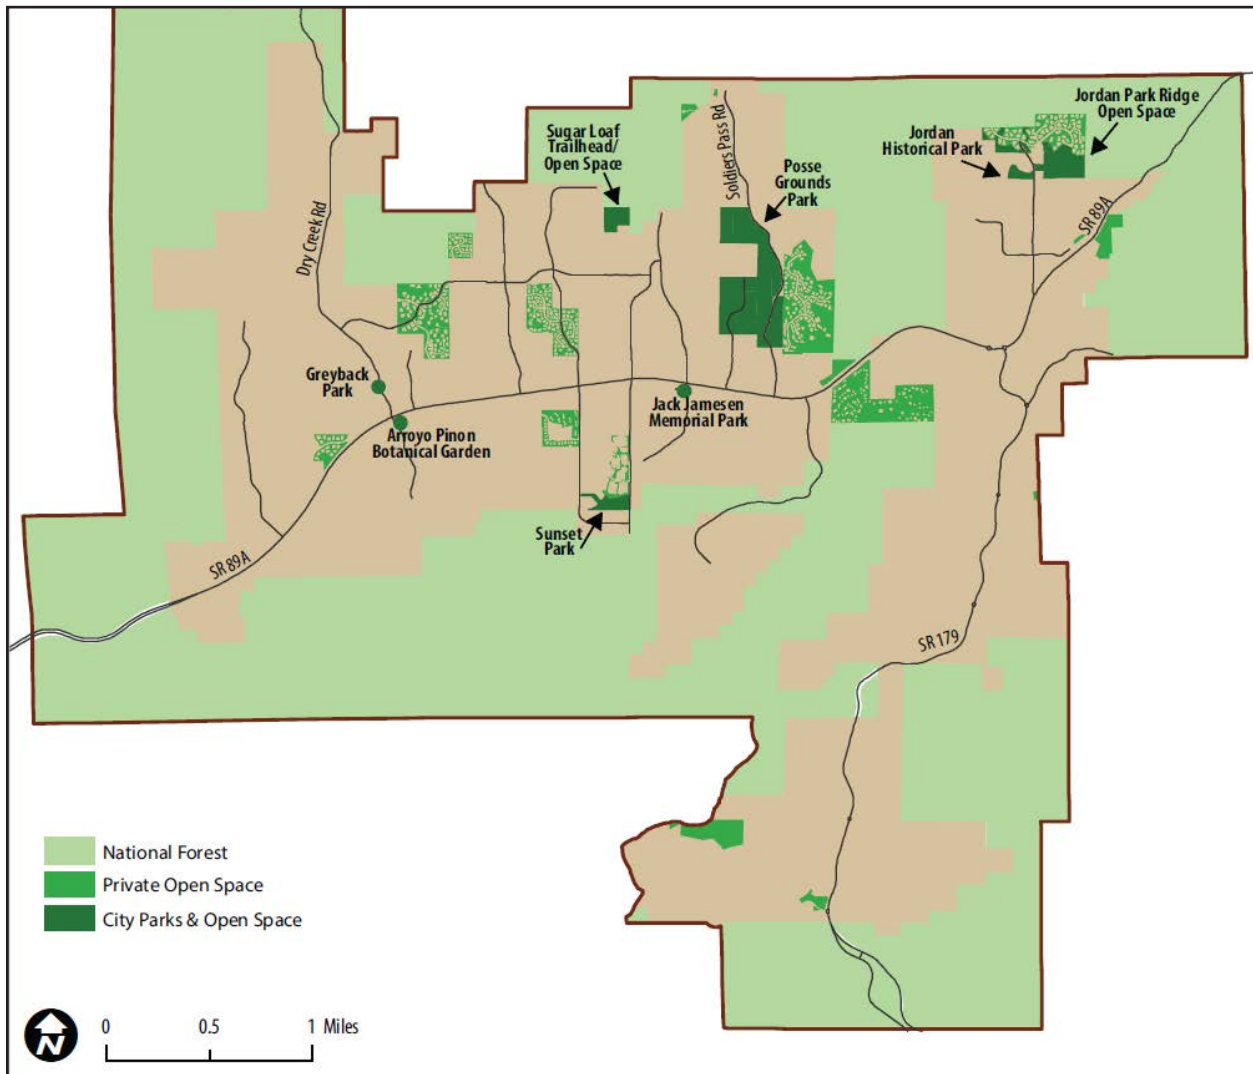 Sugar Loaf
Trailhead/
Open Space
Soldiers Pass Rd
Posse
Grounds
Park
Jordan
Historical Park
Jordan Park Ridge
Open Space
SR 89A
Dry Creek Rd
Greyback
Park
Arroyo Pinon
Botanical Garden
Jack Jamesen
Memorial Park
Sunset
Park
SR 89A
SR 179
National Forest
Private Open Space
City Parks & Open Space
N
0 0.5 1 Miles